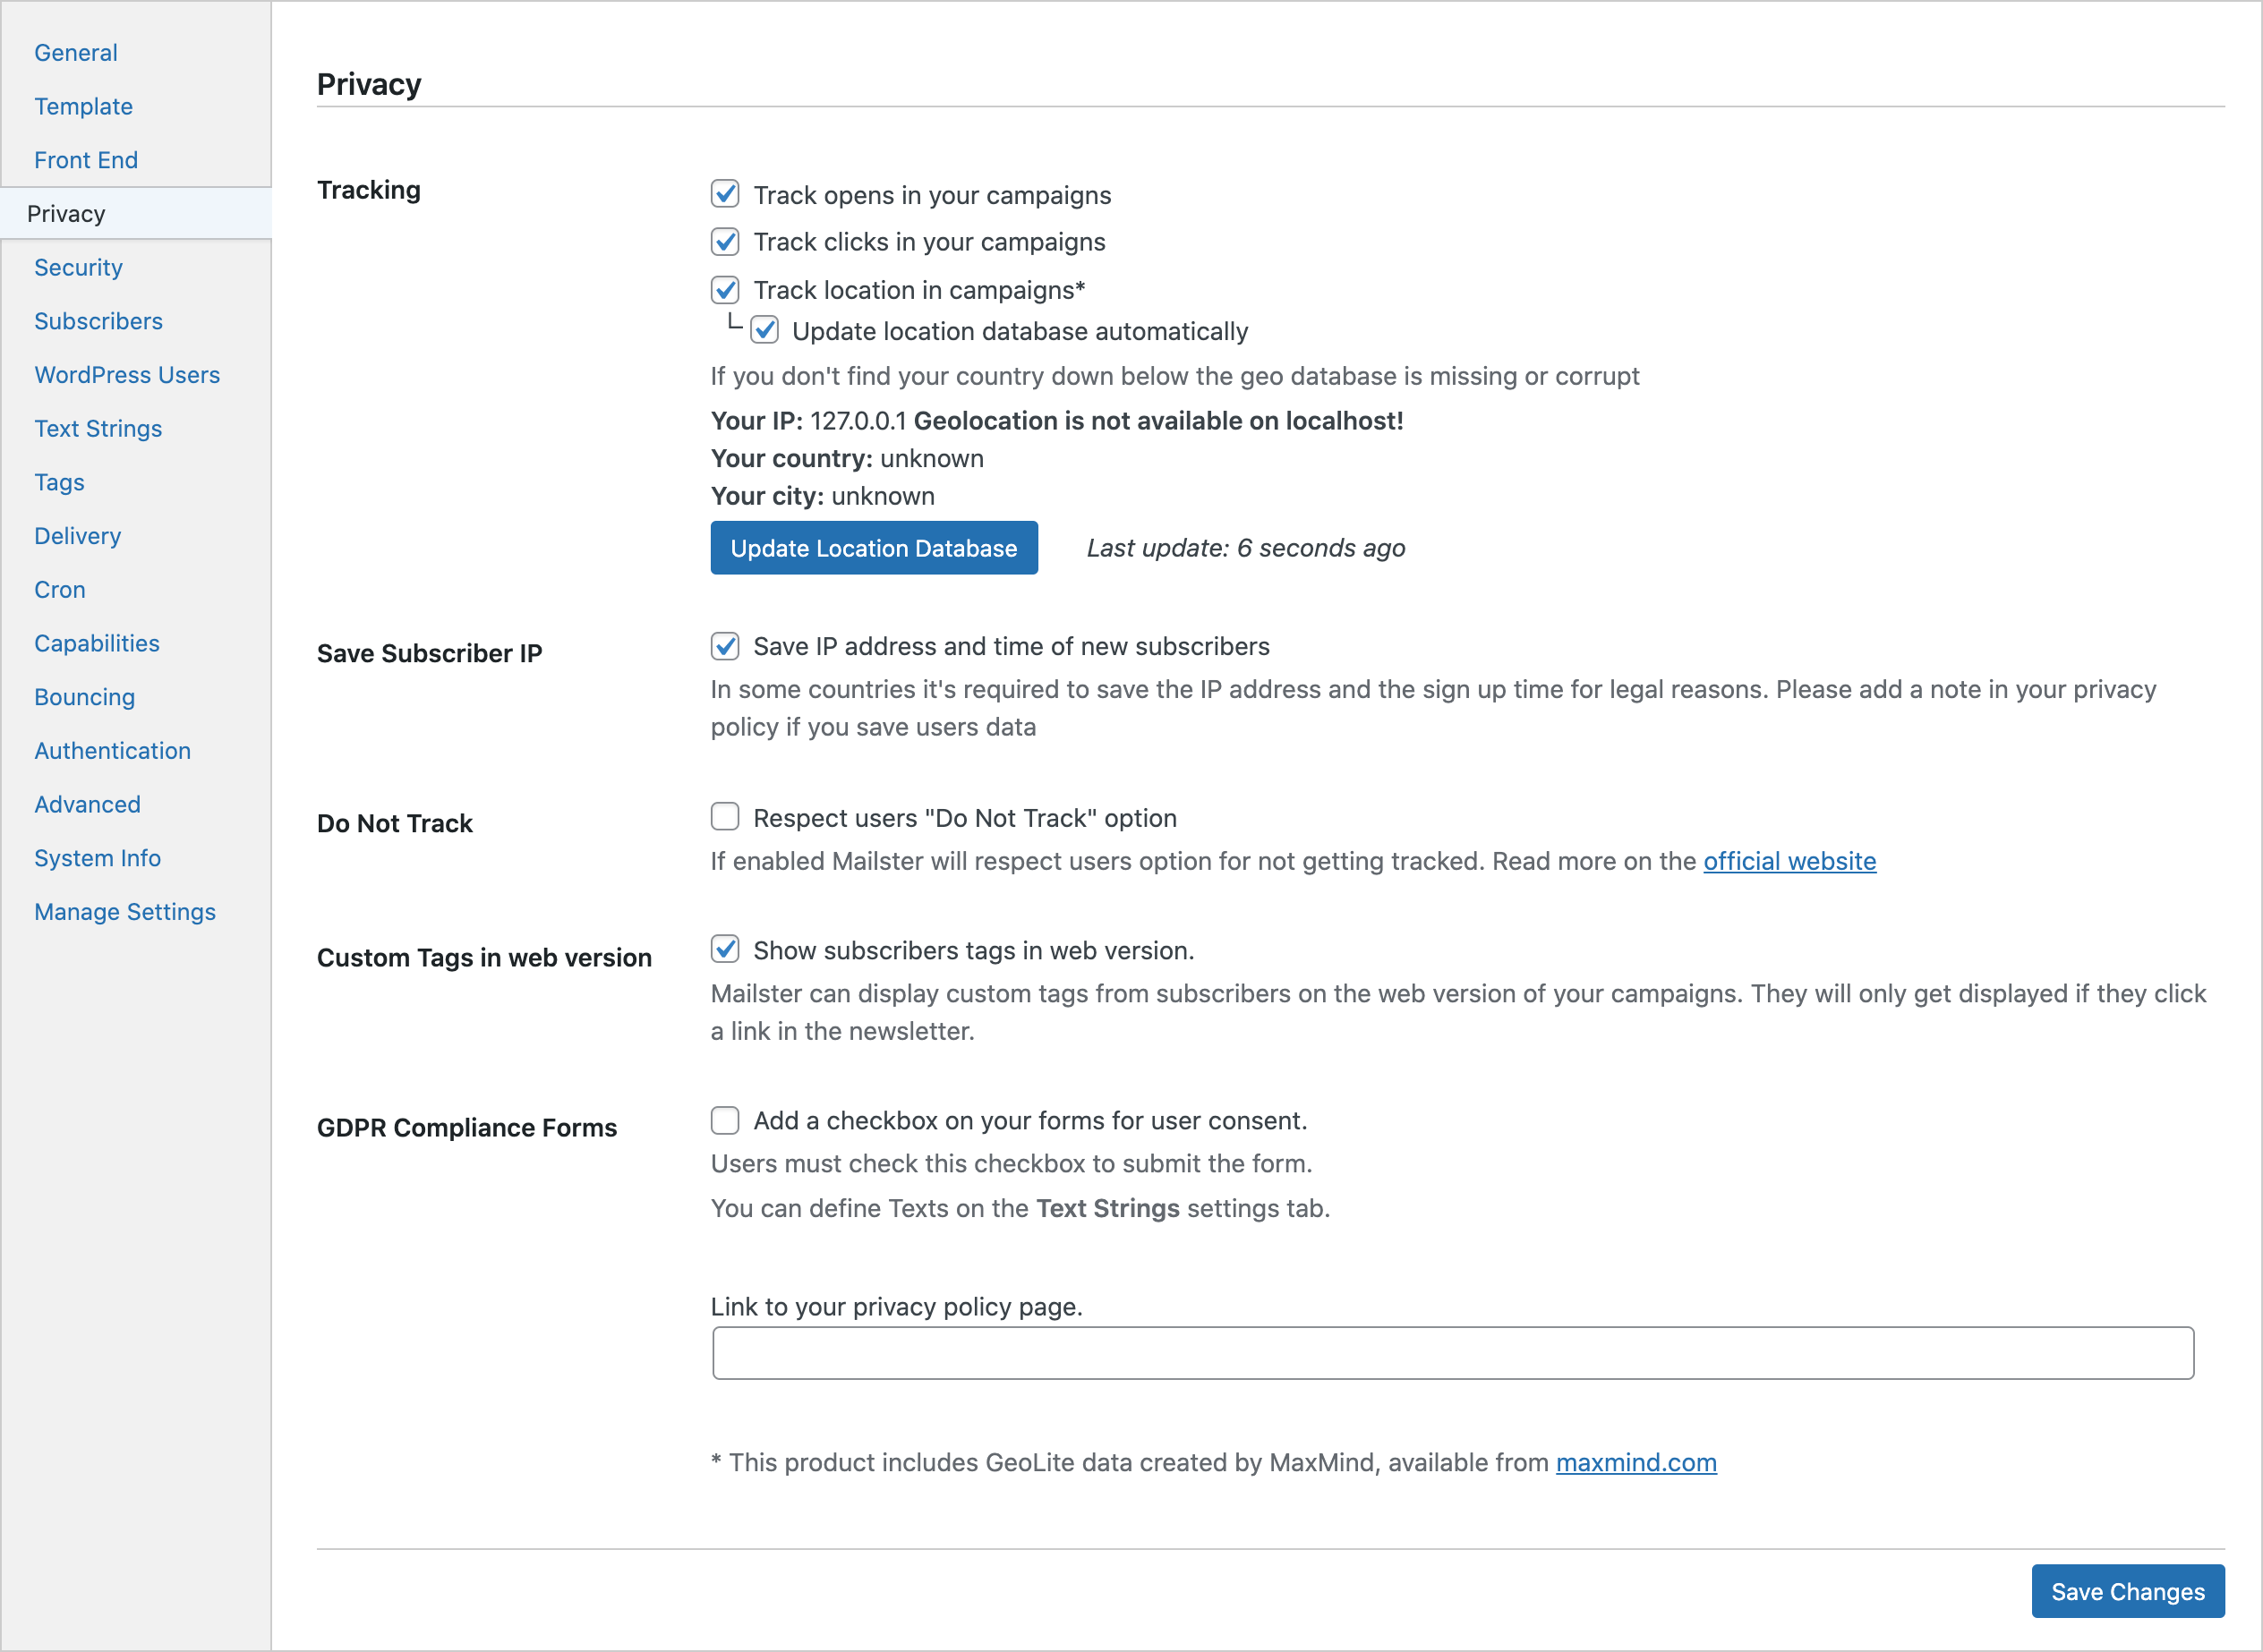 General
Template
Front End
Privacy
Security
Subscribers
WordPress Users
Text Strings
Tags
Delivery
Cron
Capabilities
Bouncing
Authentication
Advanced
System Info
Manage Settings
Privacy
Tracking
Track opens in your campaigns
Track clicks in your campaigns
Track location in campaigns*
Update location database automatically
If you don't find your country down below the geo database is missing or corrupt
Your IP: 127.0.0.1 Geolocation is not available on localhost!
Your country: unknown
Your city: unknown
Update Location Database Last update: 6 seconds ago
Save Subscriber IP
Save IP address and time of new subscribers
In some countries it's required to save the IP address and the sign up time for legal reasons. Please add a note in your privacy
policy if you save users data
Do Not Track
Respect users "Do Not Track" option
If enabled Mailster will respect users option for not getting tracked. Read more on the official website
Custom Tags in web version
Show subscribers tags in web version.
Mailster can display custom tags from subscribers on the web version of your campaigns. They will only get displayed if they click
a link in the newsletter.
GDPR Compliance Forms
Add a checkbox on your forms for user consent.
Users must check this checkbox to submit the form.
You can define Texts on the Text Strings settings tab.
Link to your privacy policy page.
* This product includes GeoLite data created by MaxMind, available from maxmind.com
Save Changes